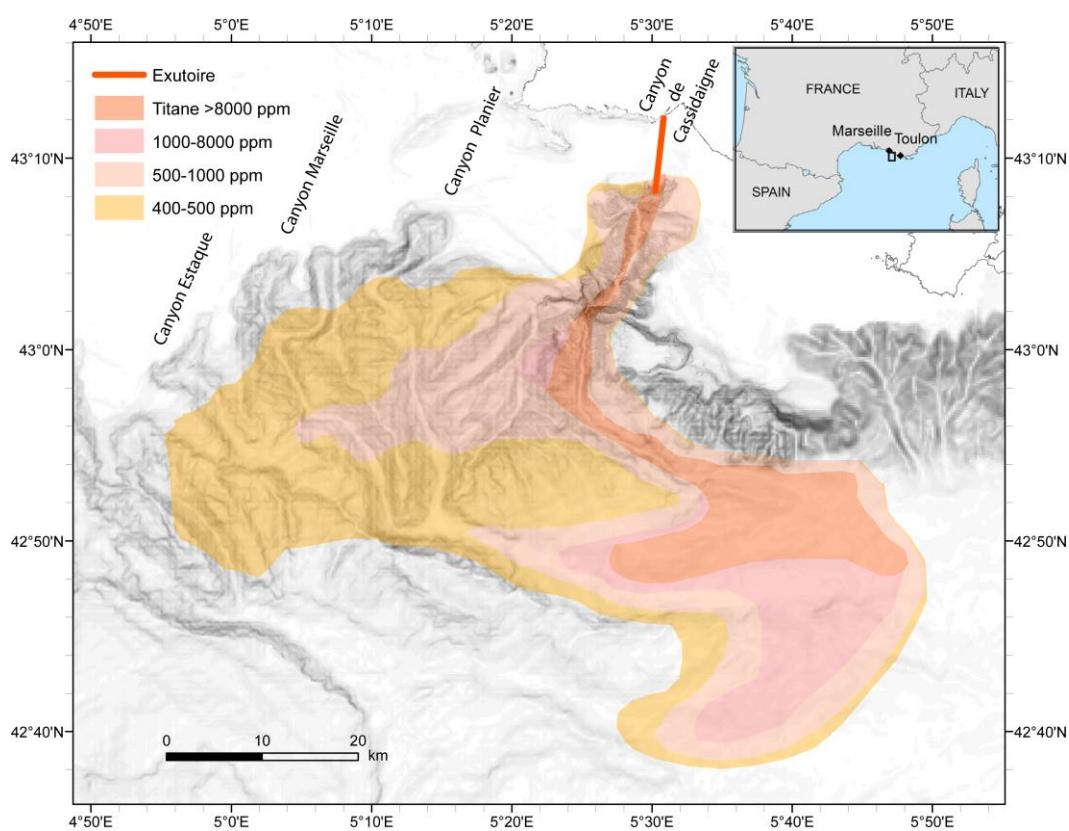 4°50'E 5°0'E 5°10'E 5°20'E 5°30'E 5°40'E 5°50'E
Exutoire
Titane >8000 ppm
1000-8000 ppm
500-1000 ppm
400-500 ppm
Canyon Estaque
Canyon Marseille
Canyon Planier
Canyon
de
Cassidaigne
FRANCE
ITALY
Marseille
Toulon
SPAIN
43°10'N 43°10'N
43°0'N 43°0'N
42°50'N 42°50'N
42°40'N 42°40'N
0 10 20
km
4°50'E 5°0'E 5°10'E 5°20'E 5°30'E 5°40'E 5°50'E